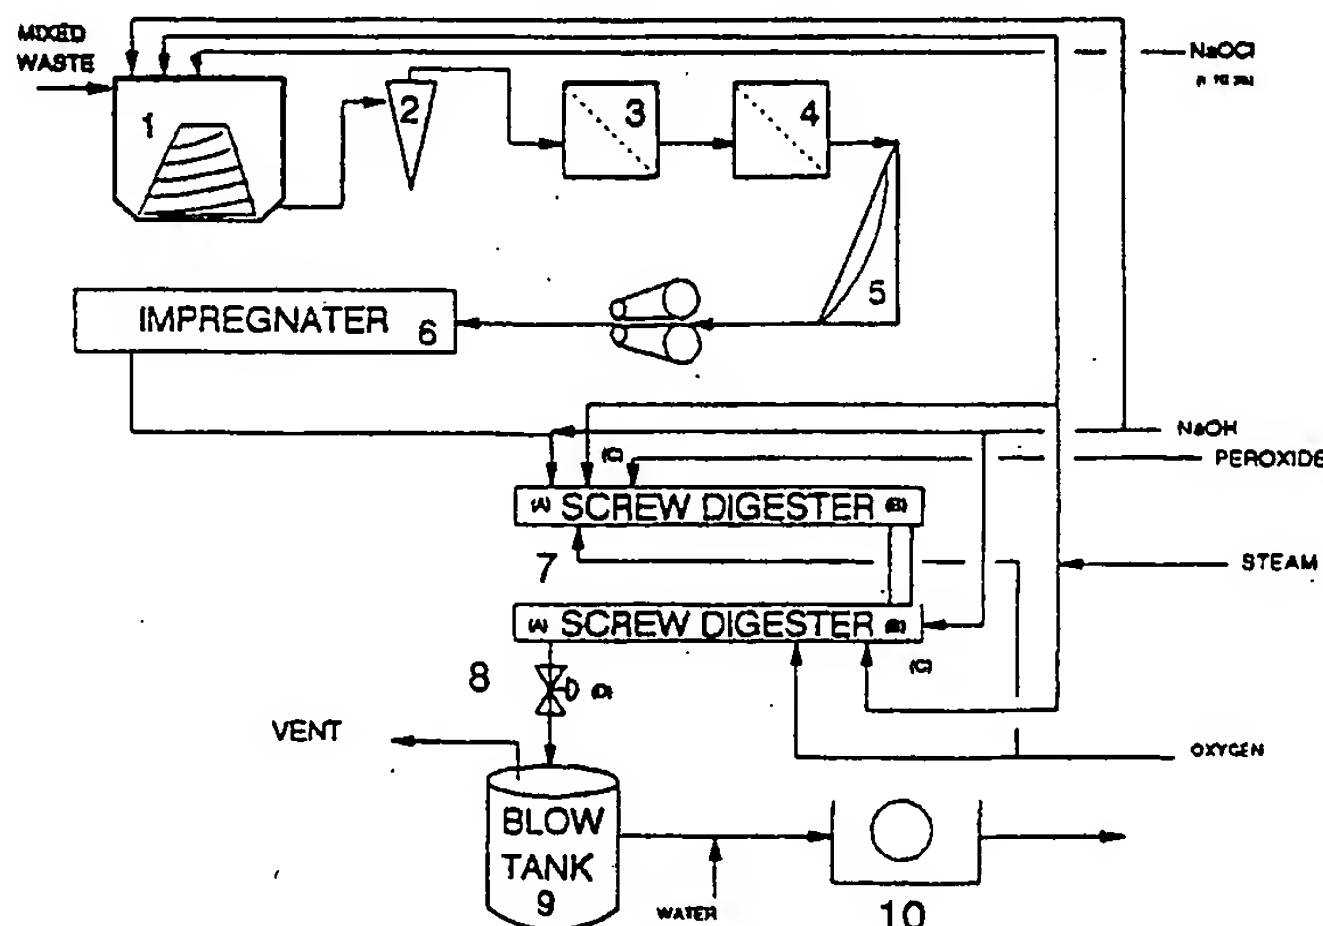 MIXED
WASTE
NaOCl
1
2
3
4
5
IMPREGNATER 6
NaOH
(C)
PEROXIDE
(A) SCREW DIGESTER (B)
7
STEAM
(A) SCREW DIGESTER (B)
(C)
8
(D)
VENT
OXYGEN
BLOW
TANK
9
WATER
10